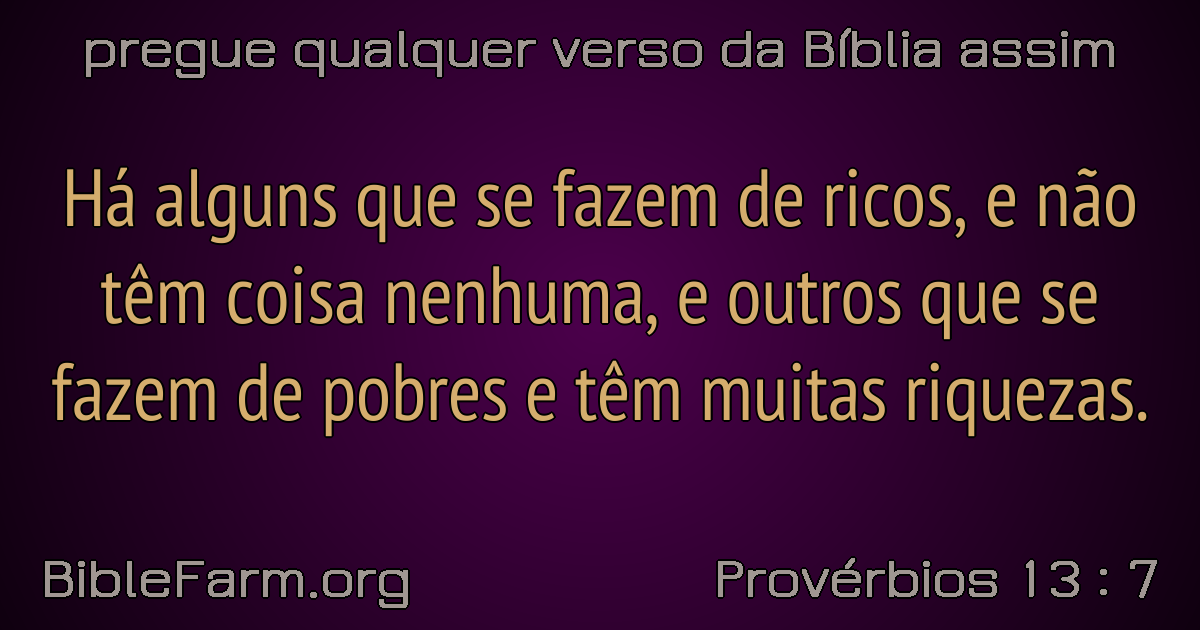 pregue qualquer verso da Bíblia assim
Há alguns que se fazem de ricos, e não
têm coisa nenhuma, e outros que se
fazem de pobres e têm muitas riquezas.
BibleFarm.org
Provérbios 13 : 7